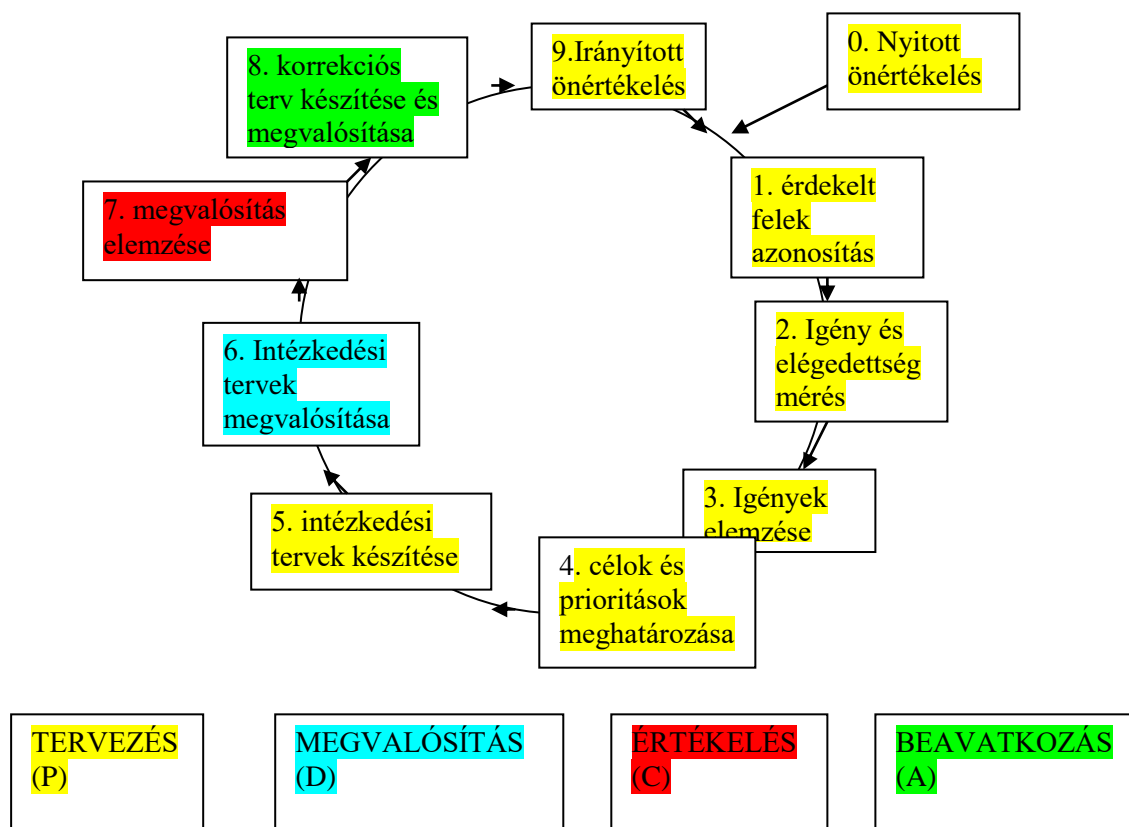 0. Nyitott
önértékelés
1. érdekelt
felek
azonosítás
2. Igény és
elégedettség
mérés
3. Igények
elemzése
4. célok és
prioritások
meghatározása
5. intézkedési
tervek készítése
6. Intézkedési
tervek
megvalósítása
7. megvalósítás
elemzése
8. korrekciós
terv készítése és
megvalósítása
9.Irányított
önértékelés
TERVEZÉS
(P)
MEGVALÓSÍTÁS
(D)
ÉRTÉKELÉS
(C)
BEAVATKOZÁS
(A)